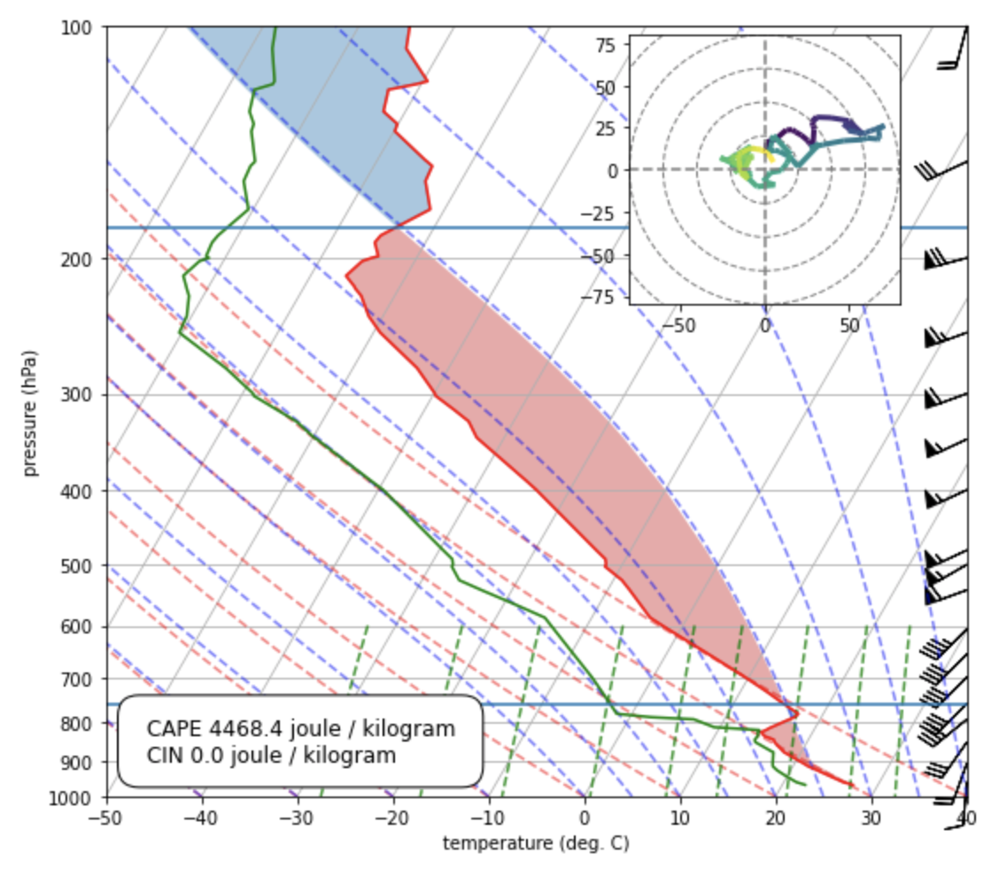 100
200
300
400
500
600
700
800
900
1000
pressure (hPa)
75
50
25
0
−25
−50
−75
−50 0 50
CAPE 4468.4 joule / kilogram
CIN 0.0 joule / kilogram
−50 −40 −30 −20 −10 0 10 20 30 40
temperature (deg. C)